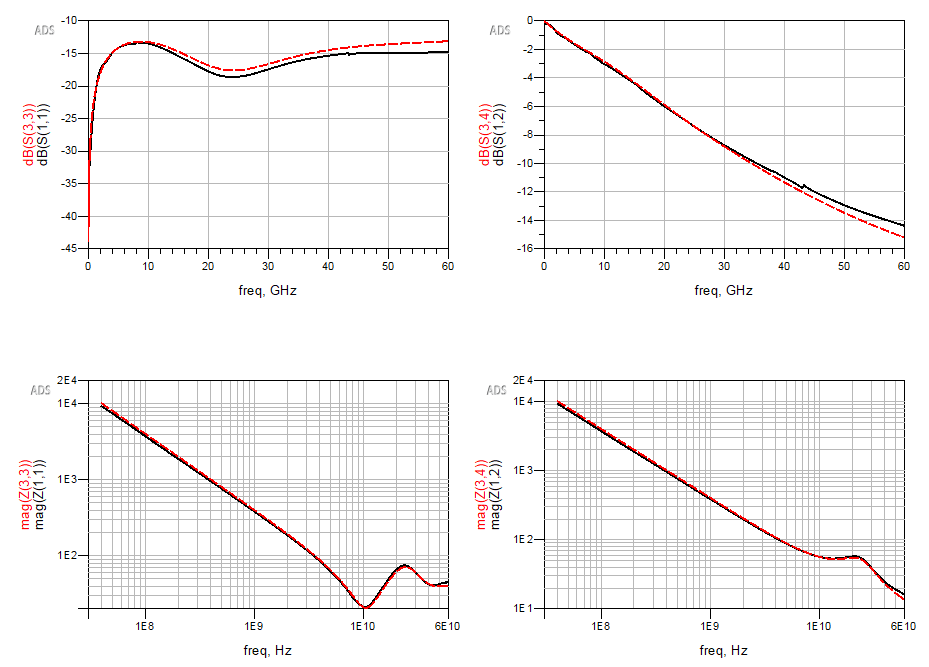 ADS
dB(S(3,3))
dB(S(1,1))
-10
-15
-20
-25
-30
-35
-40
-45
0 10 20 30 40 50 60
freq, GHz
ADS
dB(S(3,4))
dB(S(1,2))
0
-2
-4
-6
-8
-10
-12
-14
-16
0 10 20 30 40 50 60
freq, GHz
ADS
mag(Z(3,3))
mag(Z(1,1))
2E4
1E4
1E3
1E2
1E8 1E9 1E10 6E10
freq, Hz
ADS
mag(Z(3,4))
mag(Z(1,2))
2E4
1E4
1E3
1E2
1E1
1E8 1E9 1E10 6E10
freq, Hz